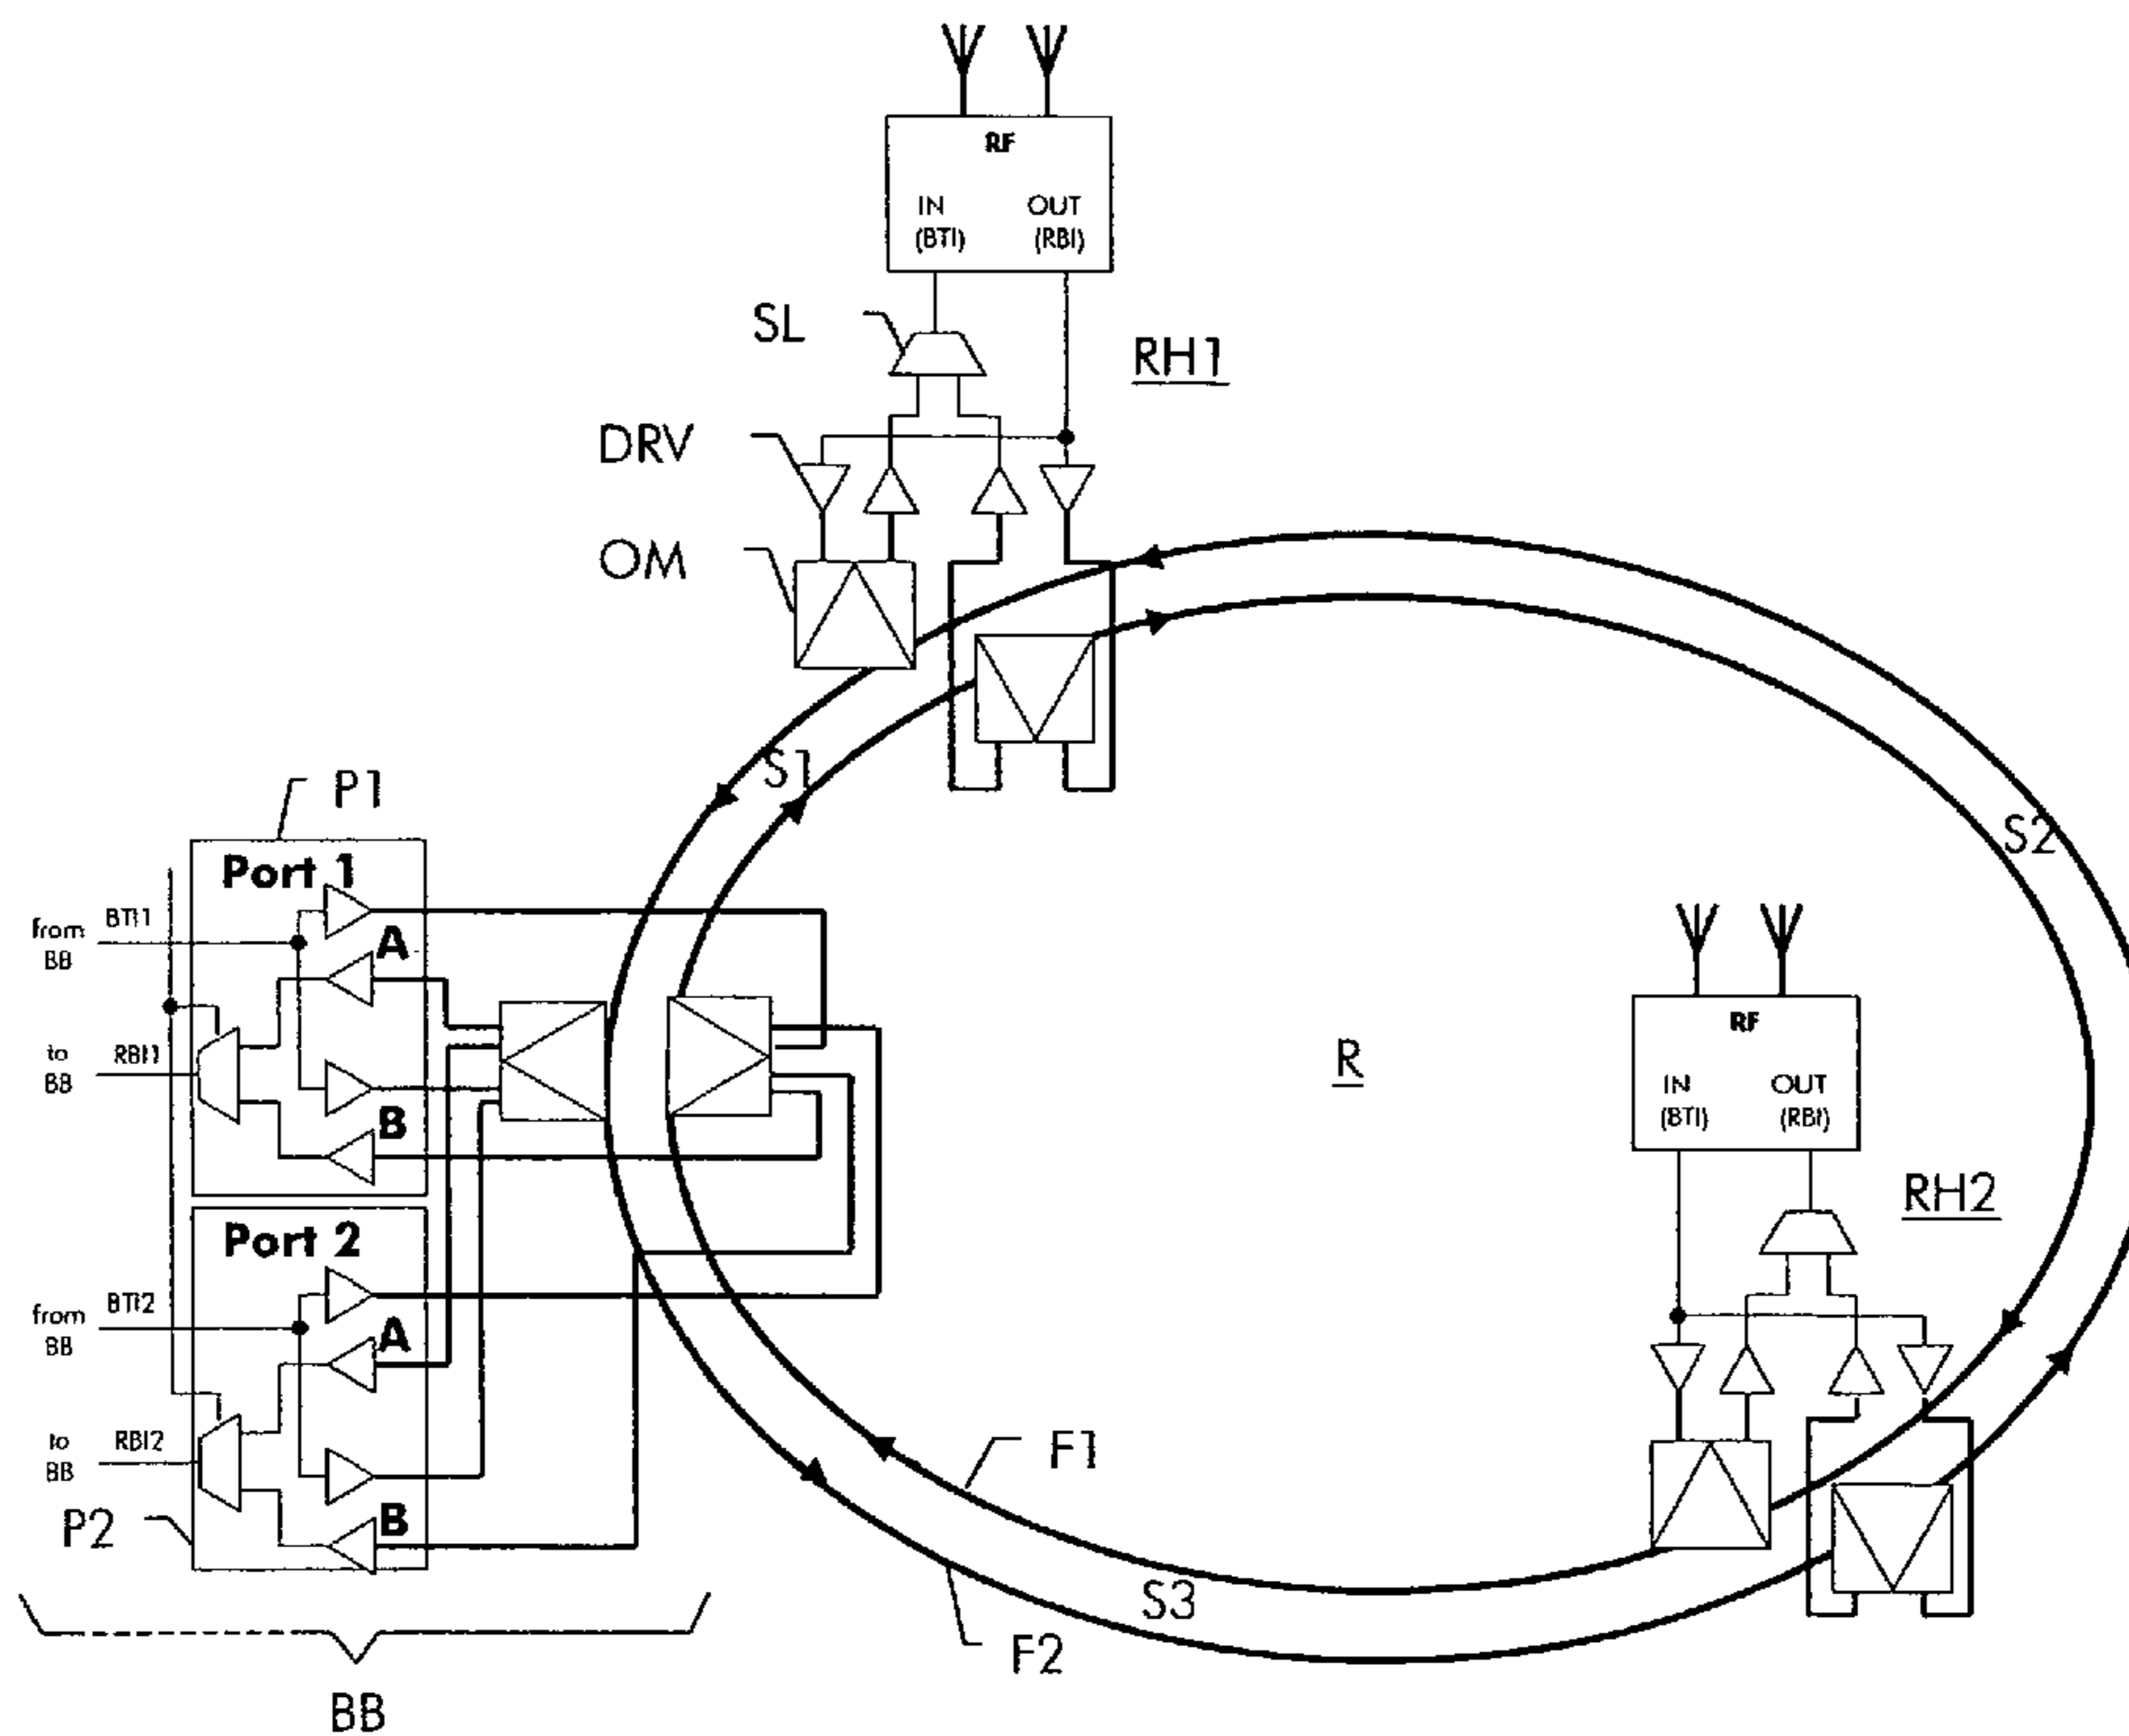 RF
IN OUT
(BTI) (RBI)
SL
RH1
DRV
OM
S1
S2
P1
Port 1
BTI1
from
BB
A
to
BB
RBI1
B
R
RF
IN OUT
(BTI) (RBI)
RH2
Port 2
BTI2
from
BB
A
to
BB
RBI2
B
P2
F1
S3
F2
BB